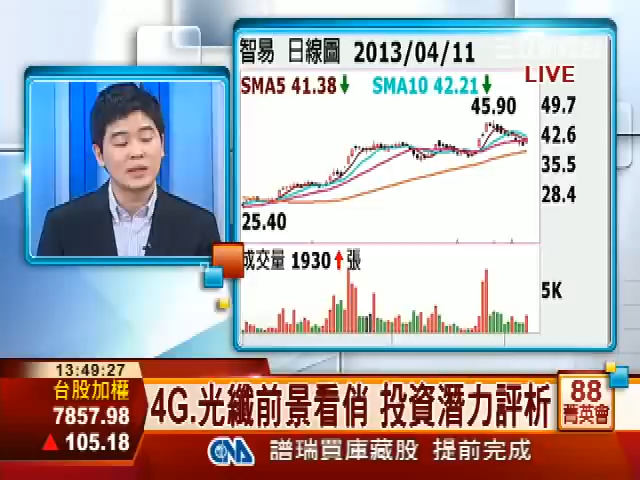 智易 日線圖 2013/04/11
LIVE
SMA5 41.38↓ SMA10 42.21↓
45.90
49.7
42.6
35.5
28.4
25.40
成交量 1930↑張
5K
13:49:27
台股加權
7857.98
▲ 105.18
4G.光纖前景看俏 投資潛力評析
88
菁英會
CNA 譜瑞買庫藏股 提前完成